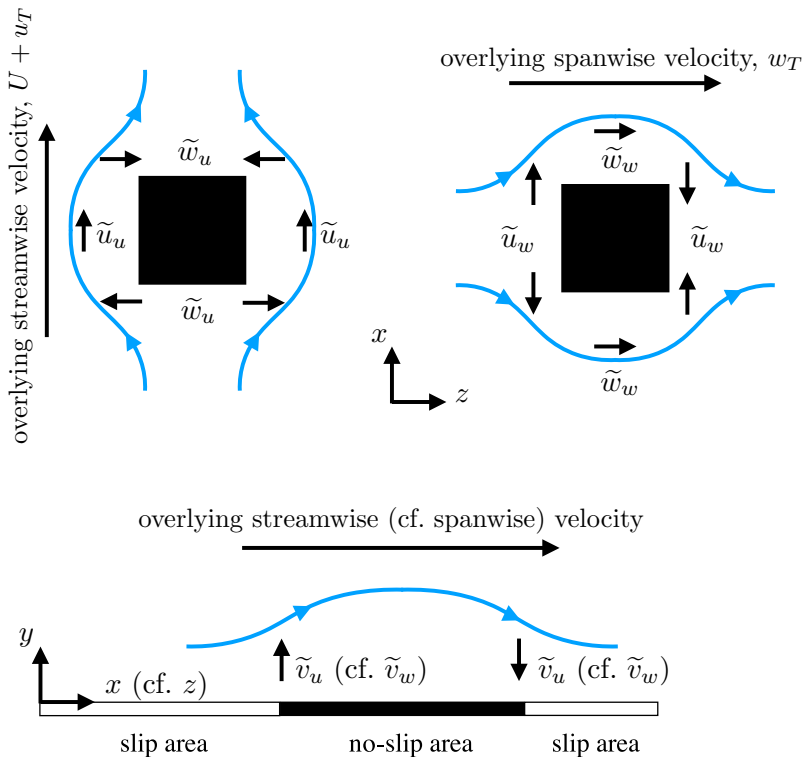 overlying streamwise velocity, U + u_T
w̃_u
ũ_u
ũ_u
w̃_u
overlying spanwise velocity, w_T
w̃_w
ũ_w
ũ_w
w̃_w
x
z
overlying streamwise (cf. spanwise) velocity
y
ṽ_u (cf. ṽ_w)
ṽ_u (cf. ṽ_w)
x (cf. z)
slip area
no-slip area
slip area